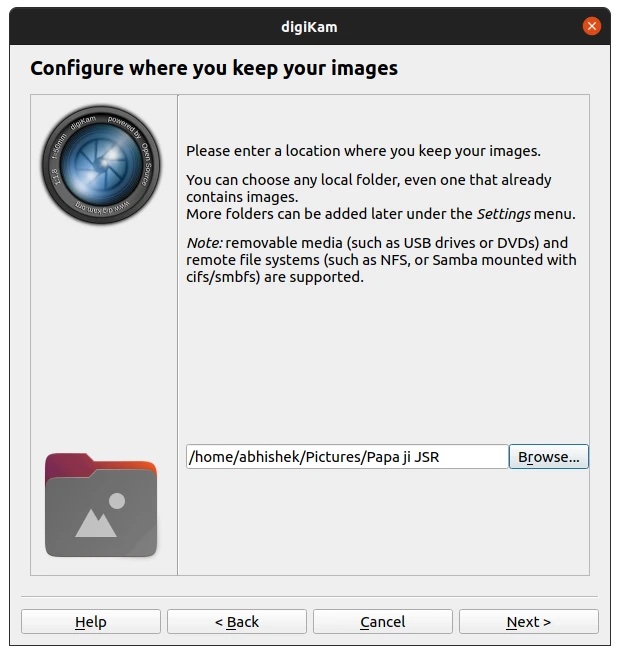 digiKam
Configure where you keep your images
powered by Open Source
www.digikam.org
1:1,8 f=50mm digiKam
Please enter a location where you keep your images.
You can choose any local folder, even one that already
contains images.
More folders can be added later under the Settings menu.
Note: removable media (such as USB drives or DVDs) and
remote file systems (such as NFS, or Samba mounted with
cifs/smbfs) are supported.
/home/abhishek/Pictures/Papa ji JSR
Browse...
Help
< Back
Cancel
Next >